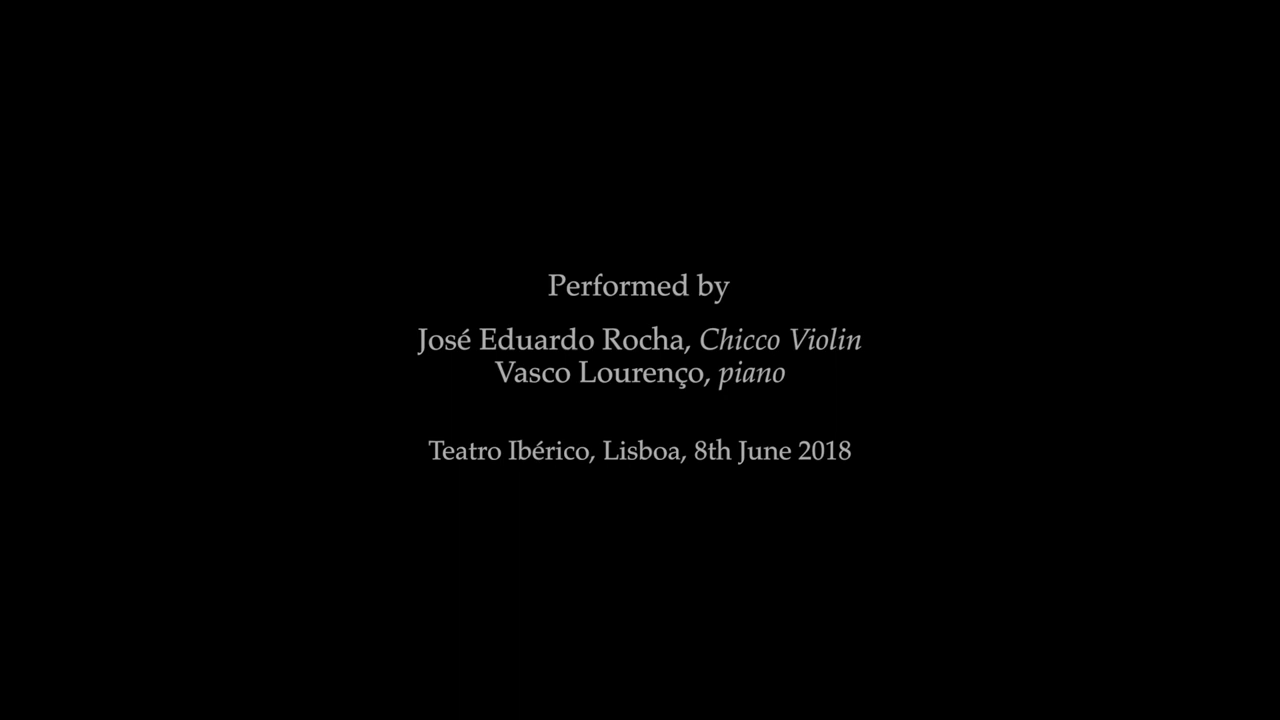 Performed by
José Eduardo Rocha, Chicco Violin
Vasco Lourenço, piano
Teatro Ibérico, Lisboa, 8th June 2018